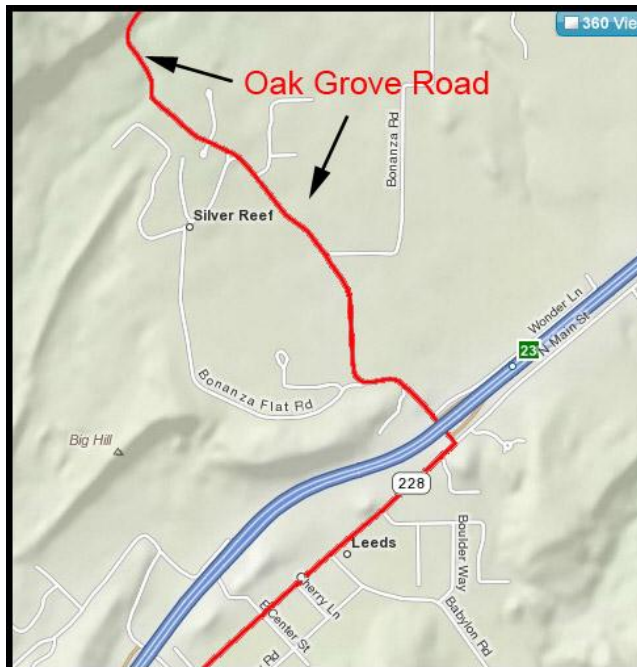 360 Vie
Oak Grove Road
Bonanza Rd
Silver Reef
Wonder Ln
23
N Main St
Bonanza Flat Rd
Big Hill
228
Leeds
Boulder Way
Cherry Ln
E Center St
Babylon Rd
Rd